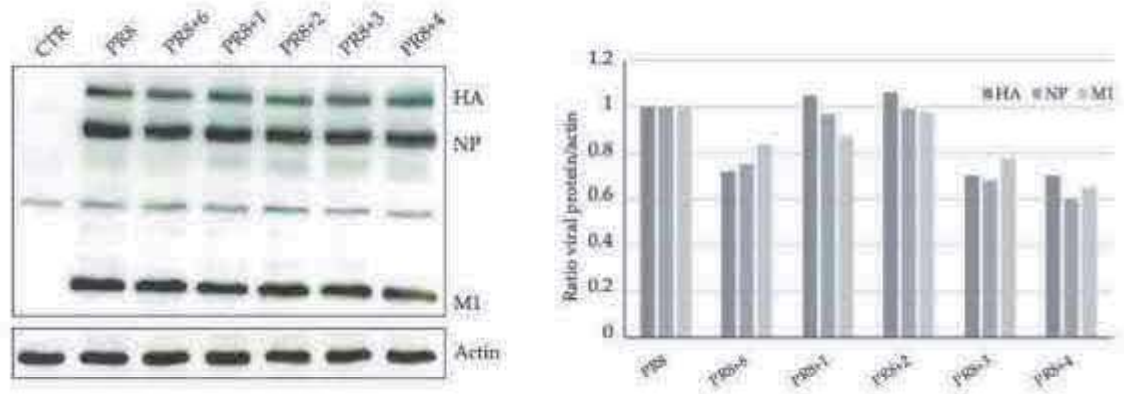 CTR PR8 PR8+6 PR8+1 PR8+2 PR8+3 PR8+4
HA
NP
M1
Actin
Ratio viral protein/actin
1.2
1
0.8
0.6
0.4
0.2
0
HA NP M1
PR8 PR8+6 PR8+1 PR8+2 PR8+3 PR8+4